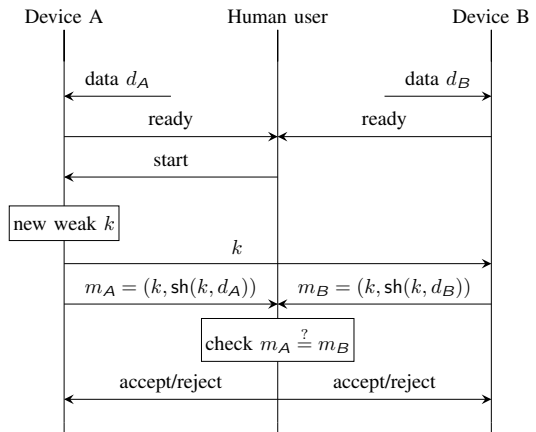 Device A Human user Device B
data d_A data d_B
ready ready
start
new weak k
k
m_A = (k, sh(k, d_A)) m_B = (k, sh(k, d_B))
check m_A ≟ m_B
accept/reject accept/reject